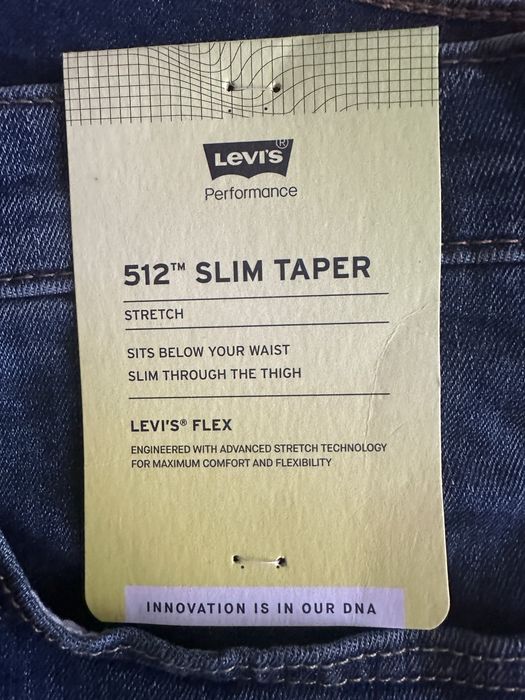 LEVI'S®
Performance
512™ SLIM TAPER
STRETCH
SITS BELOW YOUR WAIST
SLIM THROUGH THE THIGH
LEVI'S® FLEX
ENGINEERED WITH ADVANCED STRETCH TECHNOLOGY
FOR MAXIMUM COMFORT AND FLEXIBILITY
INNOVATION IS IN OUR DNA